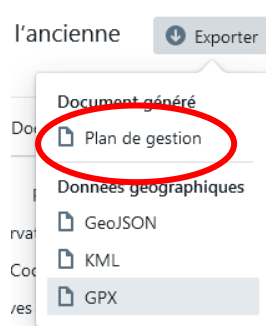 l'ancienne Exporter
Document généré
Plan de gestion
Données géographiques
GeoJSON
KML
GPX